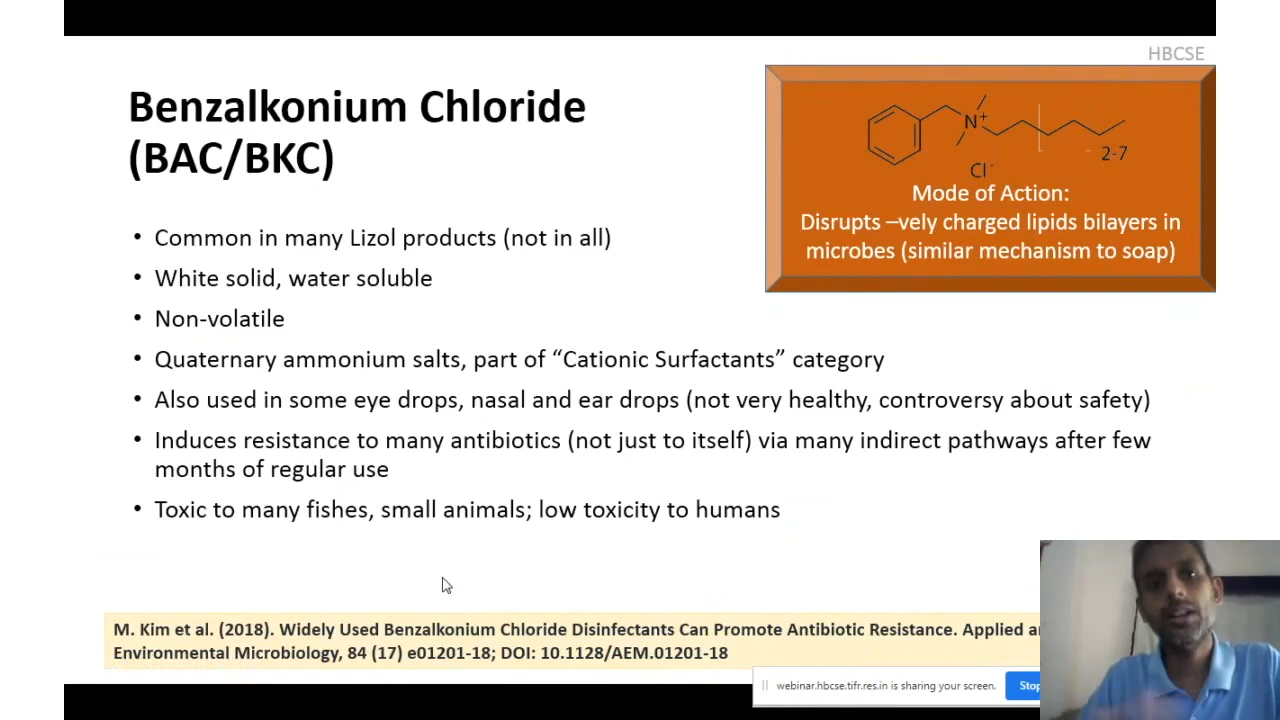 HBCSE
Benzalkonium Chloride
(BAC/BKC)
N+
Cl-
2-7
Mode of Action:
Disrupts –vely charged lipids bilayers in
microbes (similar mechanism to soap)
• Common in many Lizol products (not in all)
• White solid, water soluble
• Non-volatile
• Quaternary ammonium salts, part of “Cationic Surfactants” category
• Also used in some eye drops, nasal and ear drops (not very healthy, controversy about safety)
• Induces resistance to many antibiotics (not just to itself) via many indirect pathways after few
months of regular use
• Toxic to many fishes, small animals; low toxicity to humans
M. Kim et al. (2018). Widely Used Benzalkonium Chloride Disinfectants Can Promote Antibiotic Resistance. Applied
Environmental Microbiology, 84 (17) e01201-18; DOI: 10.1128/AEM.01201-18
webinar.hbcse.tifr.res.in is sharing your screen.
Stop